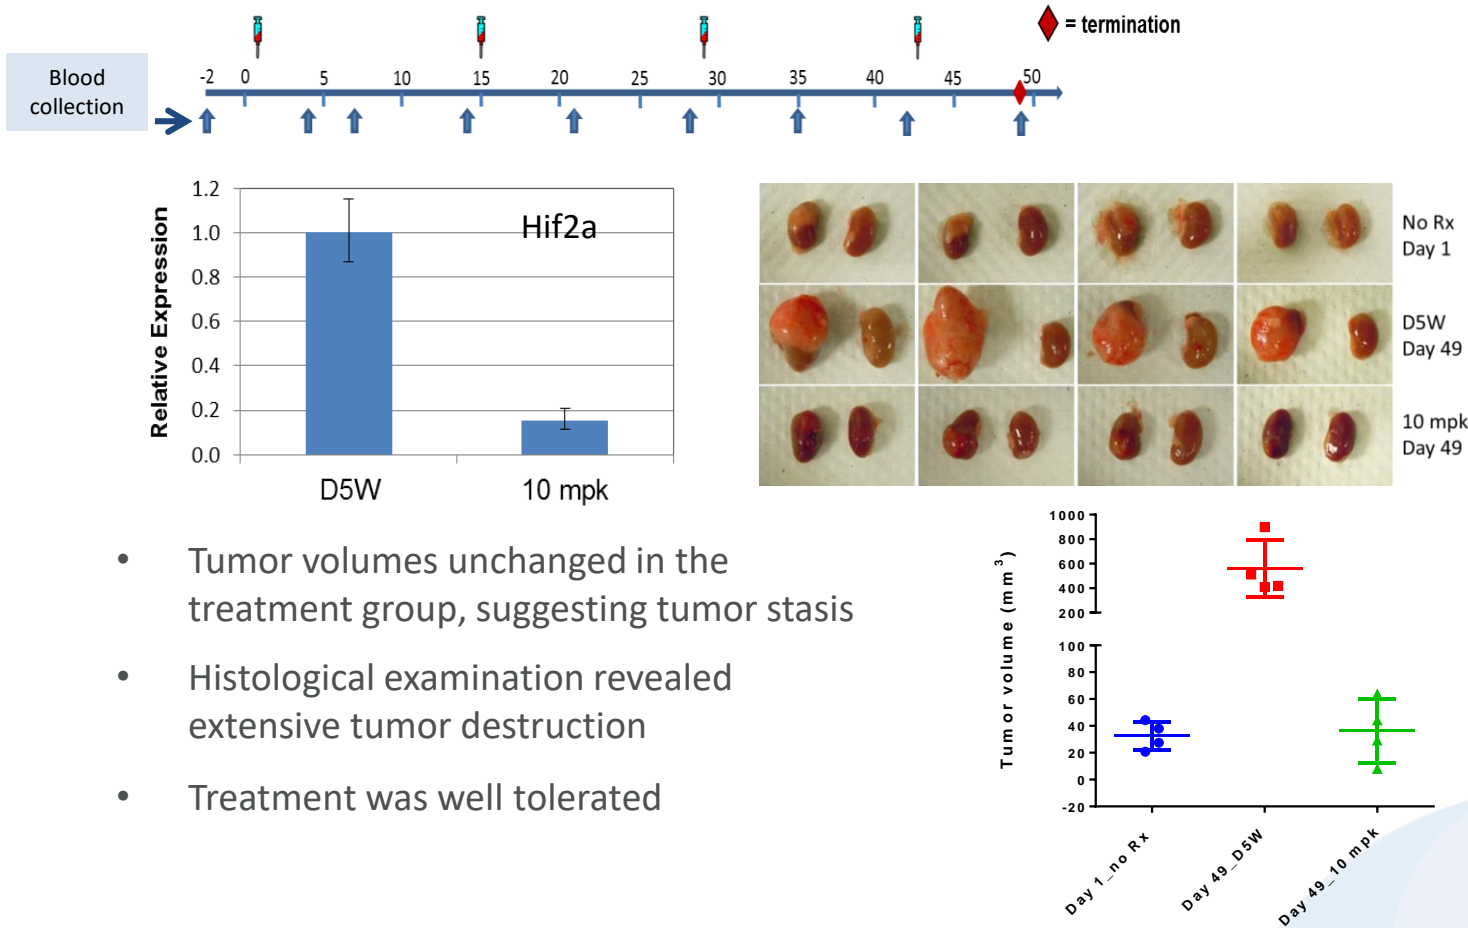 = termination
Blood
collection
-2 0 5 10 15 20 25 30 35 40 45 50
1.2
1.0
0.8
0.6
0.4
0.2
0.0
Relative Expression
Hif2a
D5W 10 mpk
No Rx
Day 1
D5W
Day 49
10 mpk
Day 49
• Tumor volumes unchanged in the
treatment group, suggesting tumor stasis
• Histological examination revealed
extensive tumor destruction
• Treatment was well tolerated
1000
800
600
400
200
100
80
60
40
20
0
-20
Tumor volume (mm³)
Day 1_no Rx
Day 49_D5W
Day 49_10 mpk